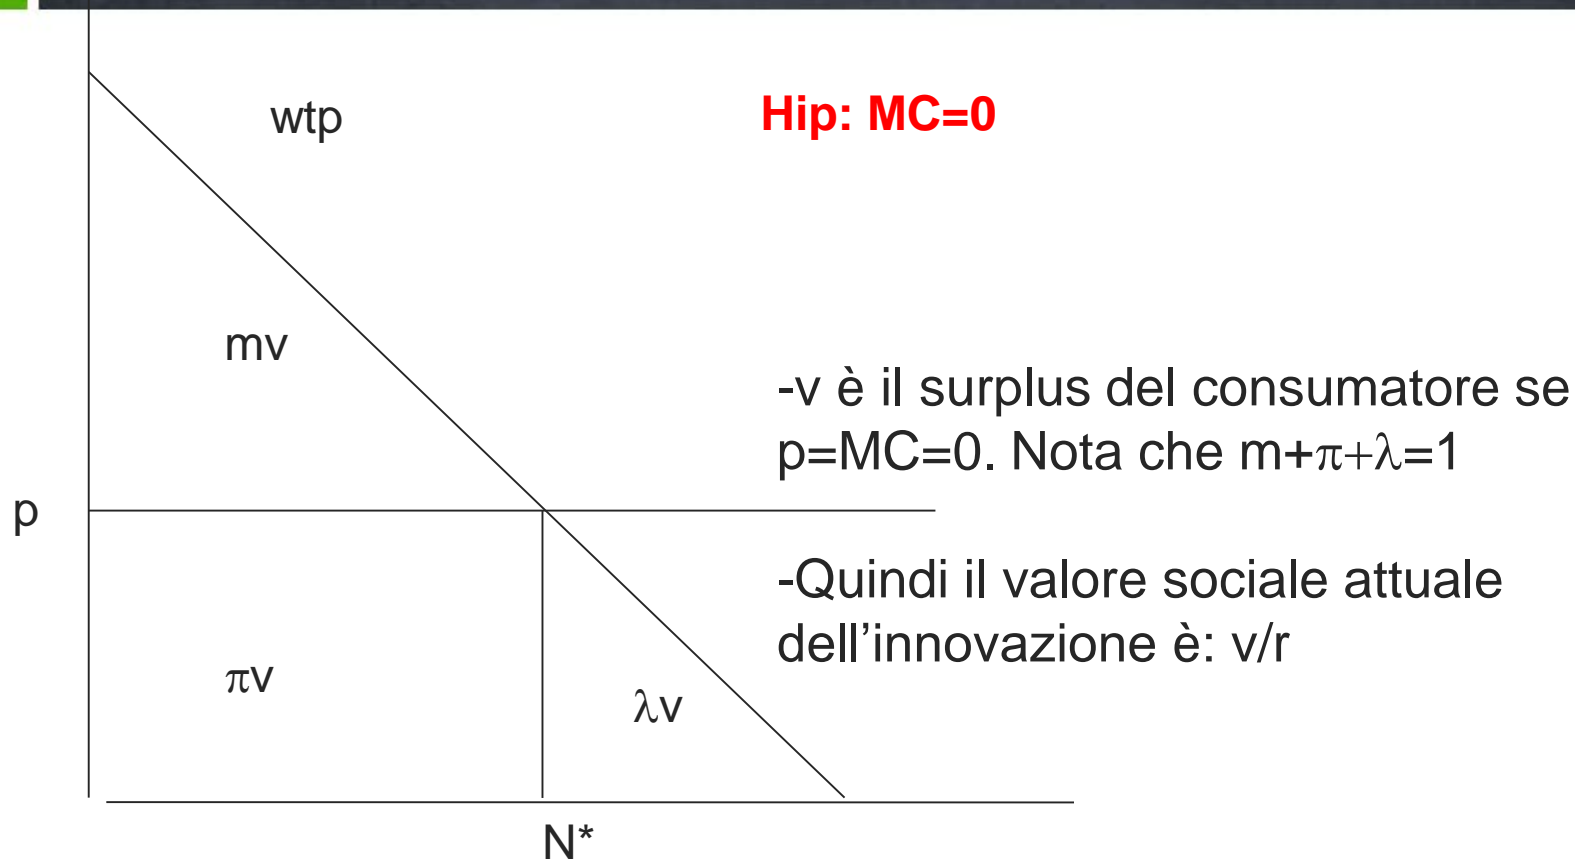 wtp
Hip: MC=0
mv
-v è il surplus del consumatore se
p=MC=0. Nota che m+π+λ=1
p
-Quindi il valore sociale attuale
dell’innovazione è: v/r
πv
λv
N*